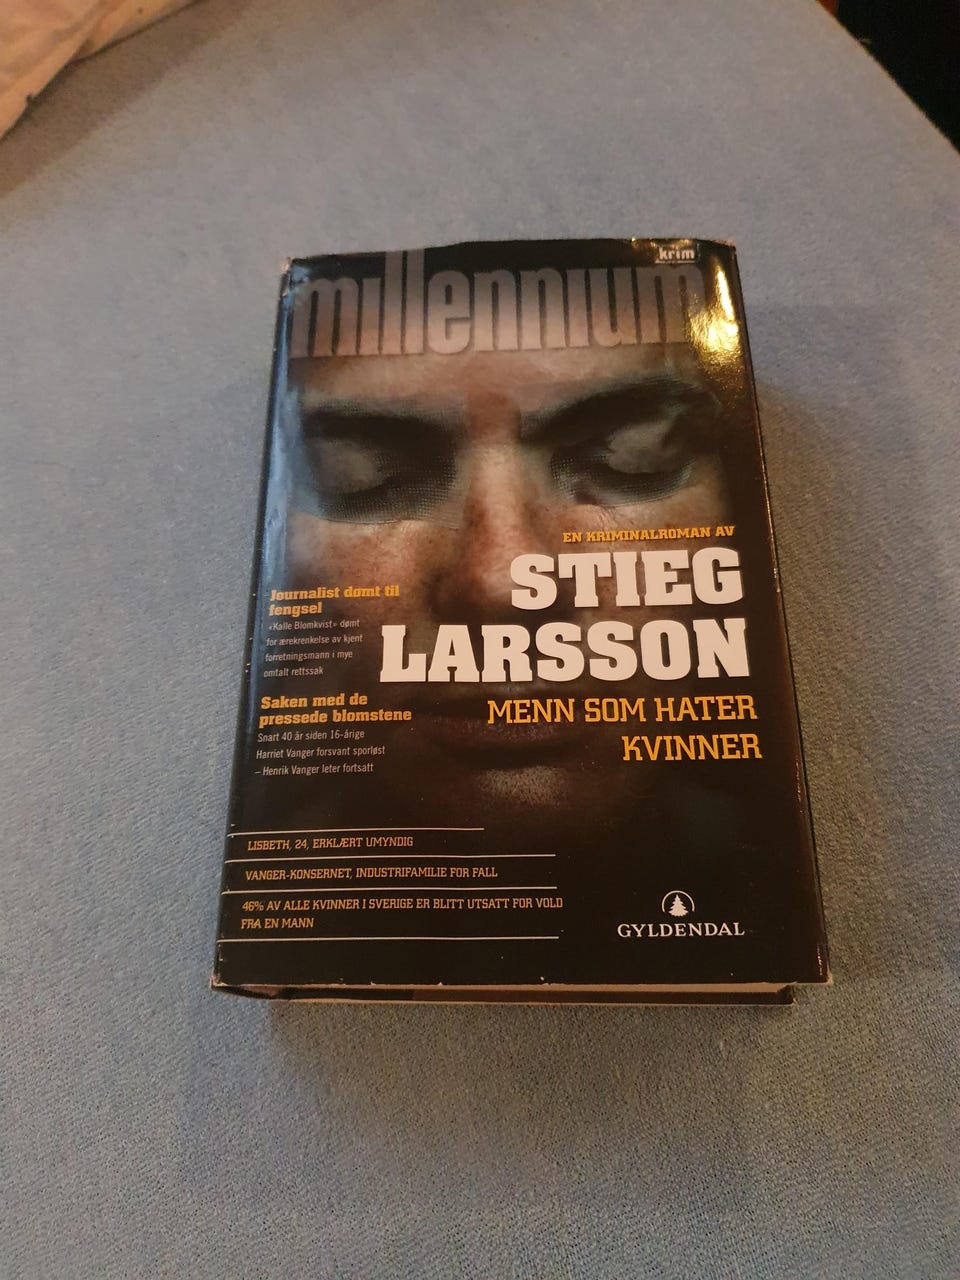 krim
millennium
EN KRIMINALROMAN AV
STIEG
LARSSON
MENN SOM HATER
KVINNER
Journalist dømt til
fengsel
«Kalle Blomkvist» dømt
for ærekrenkelse av kjent
forretningsmann i mye
omtalt rettssak
Saken med de
pressede blomstene
Snart 40 år siden 16-årige
Harriet Vanger forsvant sporløst
– Henrik Vanger leter fortsatt
LISBETH, 24, ERKLÆRT UMYNDIG
VANGER-KONSERNET, INDUSTRIFAMILIE FOR FALL
46% AV ALLE KVINNER I SVERIGE ER BLITT UTSATT FOR VOLD
FRA EN MANN
GYLDENDAL